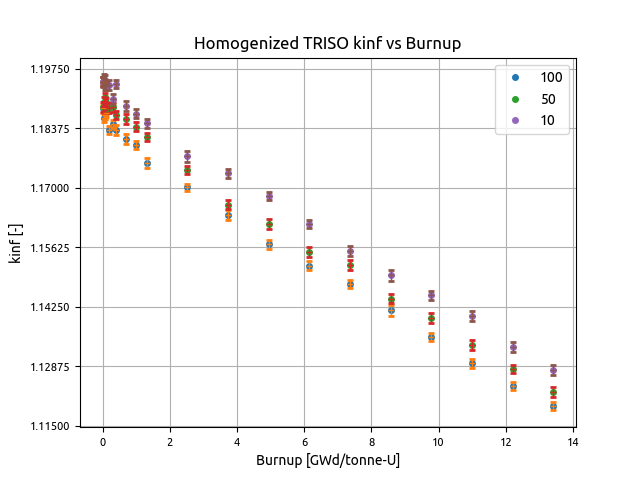 Homogenized TRISO kinf vs Burnup
1.19750
1.18375
1.17000
1.15625
1.14250
1.12875
1.11500
kinf [-]
100
50
10
0 2 4 6 8 10 12 14
Burnup [GWd/tonne-U]